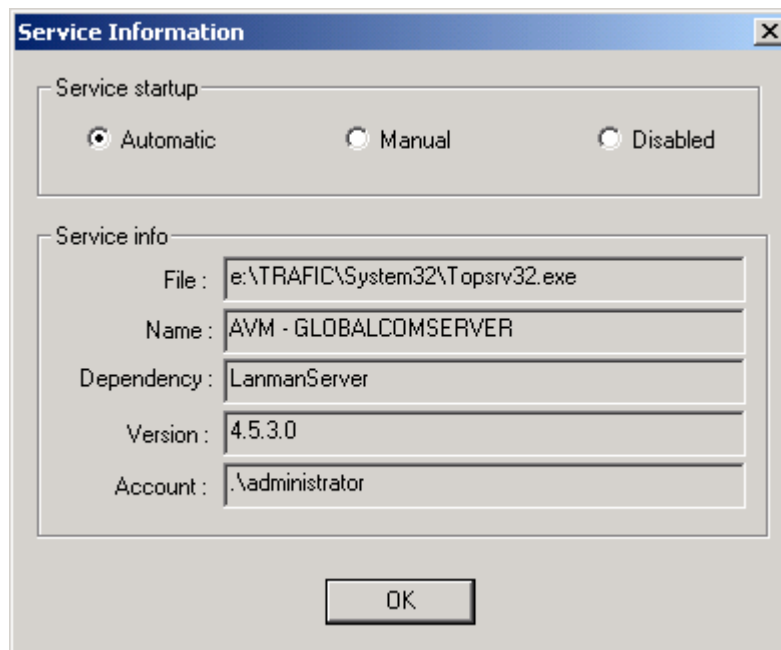 Service Information
Service startup
Automatic Manual Disabled
Service info
File : e:\TRAFIC\System32\Topsrv32.exe
Name : AVM - GLOBALCOMSERVER
Dependency : LanmanServer
Version : 4.5.3.0
Account : .\administrator
OK